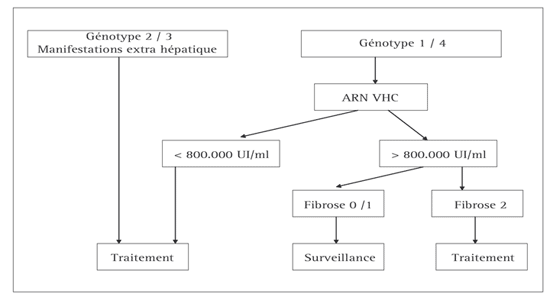 Génotype 2 / 3
Manifestations extra hépatique
Génotype 1 / 4
ARN VHC
< 800.000 UI/ml
> 800.000 UI/ml
Fibrose 0 /1
Fibrose 2
Traitement
Surveillance
Traitement